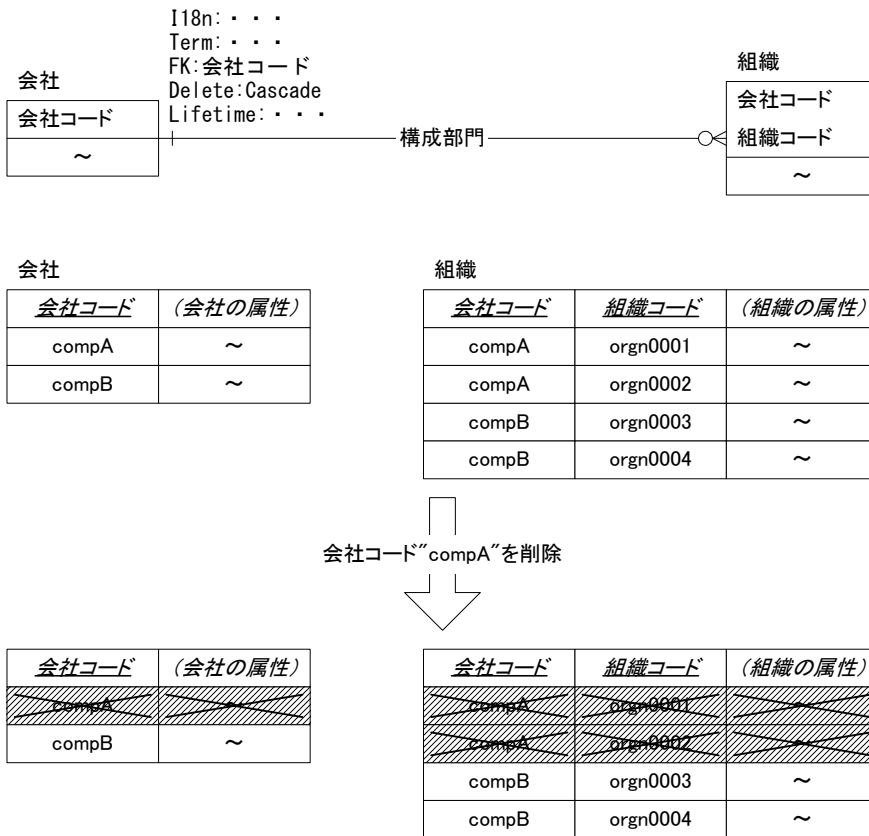 I18n:・・・
Term:・・・
FK:会社コード
Delete:Cascade
Lifetime:・・・
会社
会社コード
～
構成部門
組織
会社コード
組織コード
～
会社
会社コード (会社の属性)
compA ～
compB ～
組織
会社コード 組織コード (組織の属性)
compA orgn0001 ～
compA orgn0002 ～
compB orgn0003 ～
compB orgn0004 ～
会社コード"compA"を削除
会社コード (会社の属性)
compA ～
compB ～
会社コード 組織コード (組織の属性)
compA orgn0001 ～
compA orgn0002 ～
compB orgn0003 ～
compB orgn0004 ～